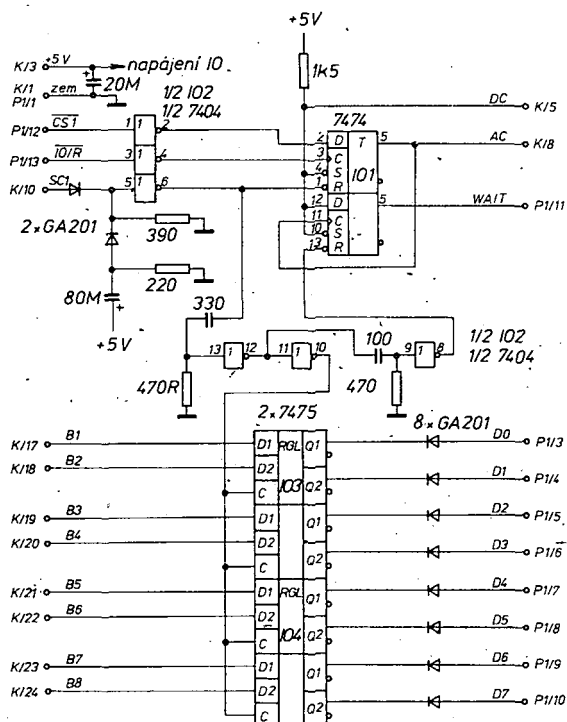 +5V
K/3 +5V napájení IO
1k5
20M
K/1 zem
P1/1
1/2 IO2
1/2 7404
DC K/5
P1/12 CS1 1 1 2
7474
2 D T 5 AC K/8
P1/13 IO/R 3 1 4
3 C
4 S IO1
1 R
K/10 SC1 5 1 6
12 D 5 WAIT P1/11
11 C
10 S
13 R
2×GA201
390
220
80M
+5V
330
100
13 1 12 11 1 10 9 1 8
1/2 IO2
1/2 7404
470R
470
2×7475
8×GA201
K/17 B1 D1 RGL Q1 D0 P1/3
K/18 B2 D2 Q2 D1 P1/4
C IO3
K/19 B3 D1 Q1 D2 P1/5
K/20 B4 D2 Q2 D3 P1/6
C
K/21 B5 D1 RGL Q1 D4 P1/7
K/22 B6 D2 Q2 D5 P1/8
C IO4
K/23 B7 D1 Q1 D6 P1/9
K/24 B8 D2 Q2 D7 P1/10
C